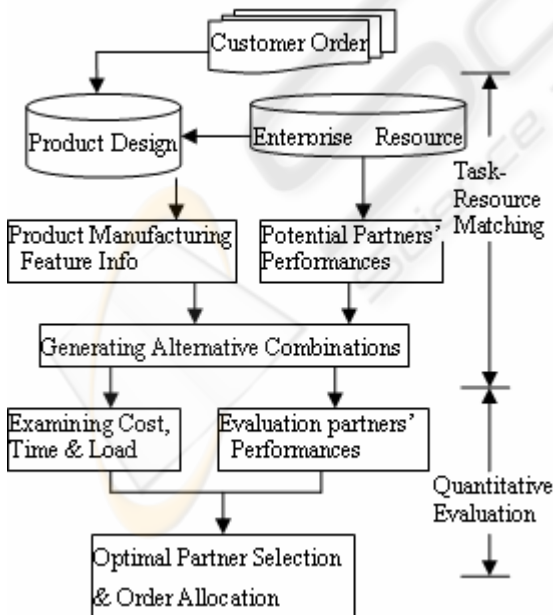 Customer Order
Product Design
Enterprise Resource
Task-
Resource
Matching
Product Manufacturing
Feature Info
Potential Partners'
Performances
Generating Alternative Combinations
Examining Cost,
Time & Load
Evaluation partners'
Performances
Quantitative
Evaluation
Optimal Partner Selection
& Order Allocation